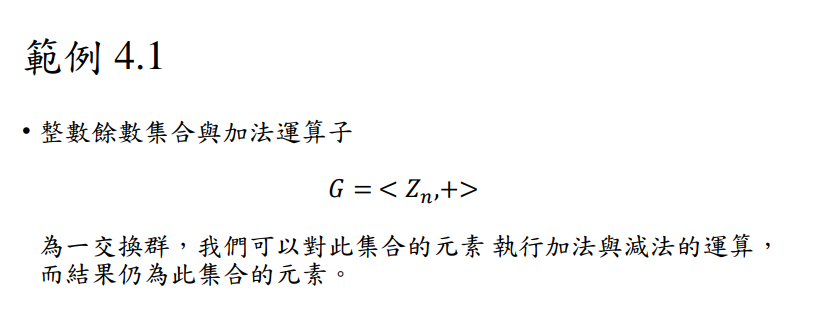 範例 4.1
• 整數餘數集合與加法運算子
G = < Zₙ,+>
為一交換群，我們可以對此集合的元素 執行加法與減法的運算，
而結果仍為此集合的元素。